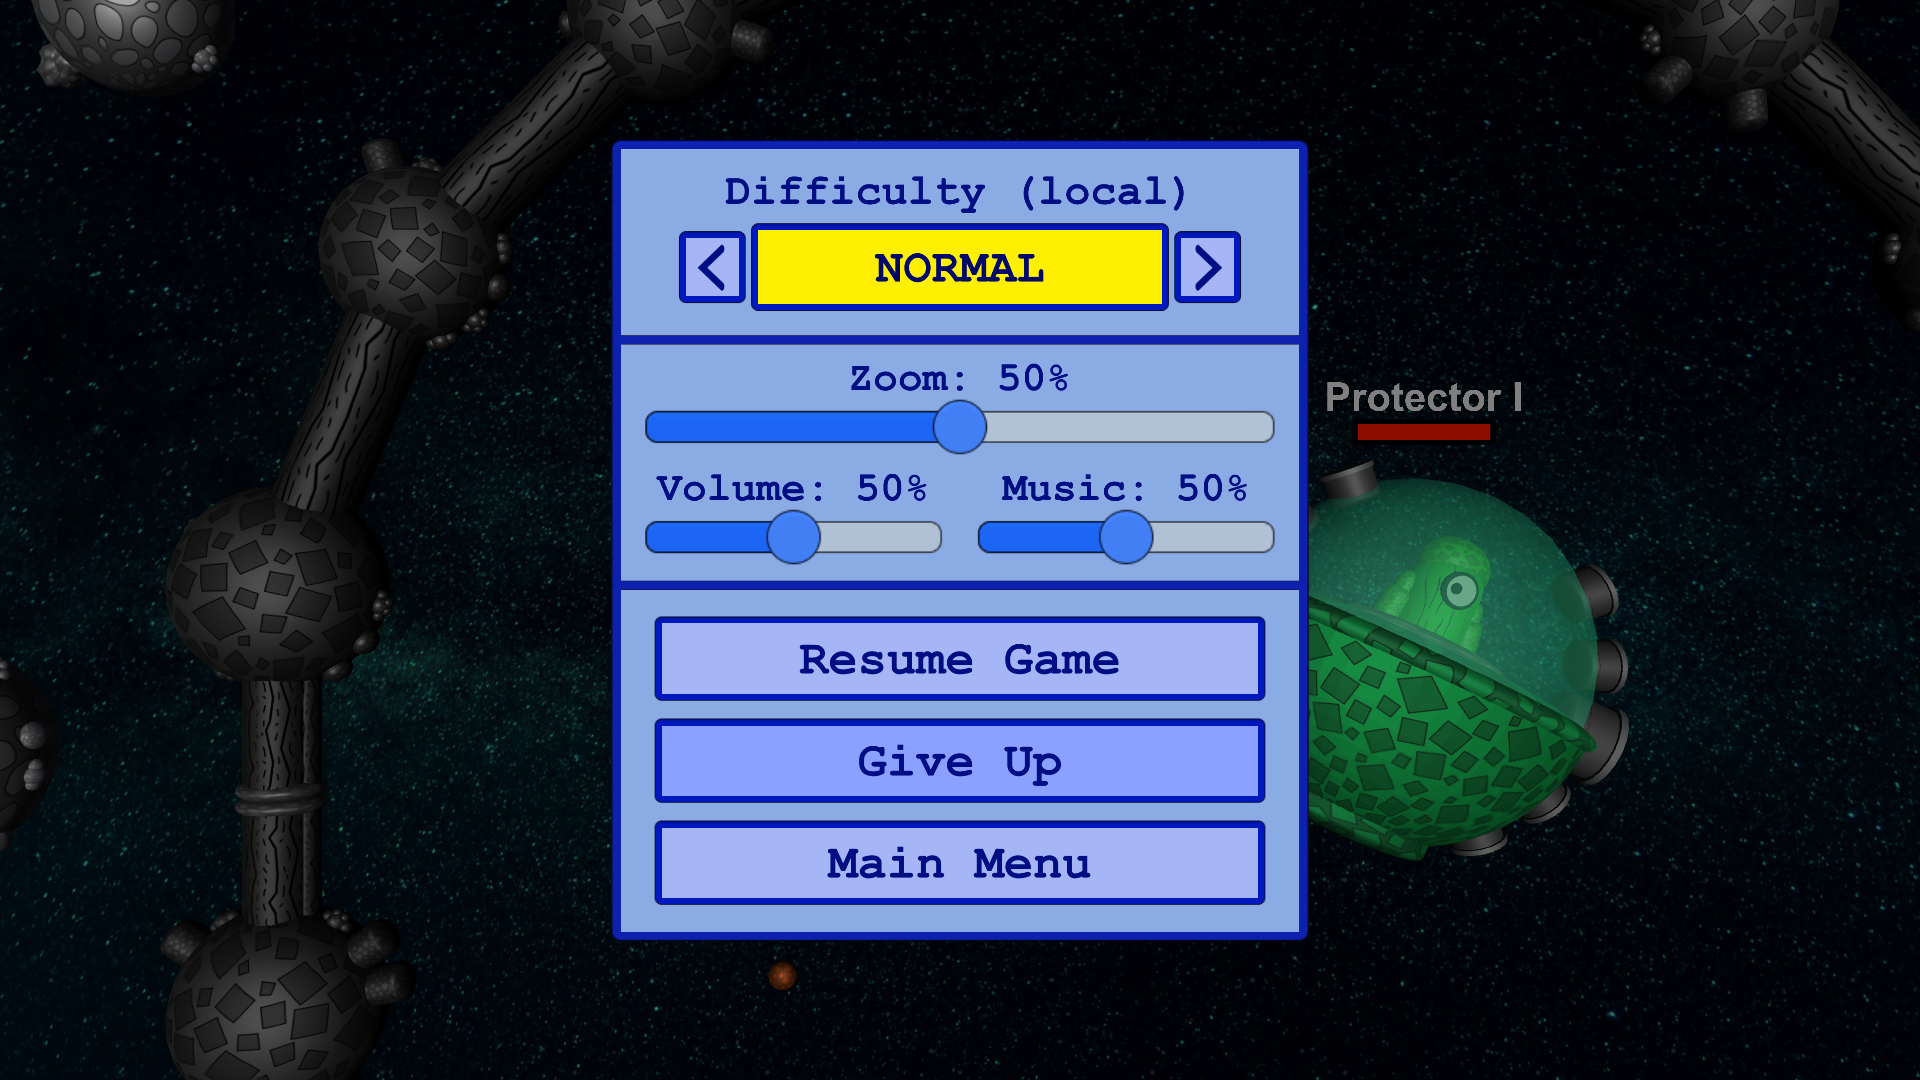 Difficulty (local)
<
NORMAL
>
Zoom: 50%
Protector I
Volume: 50%
Music: 50%
Resume Game
Give Up
Main Menu